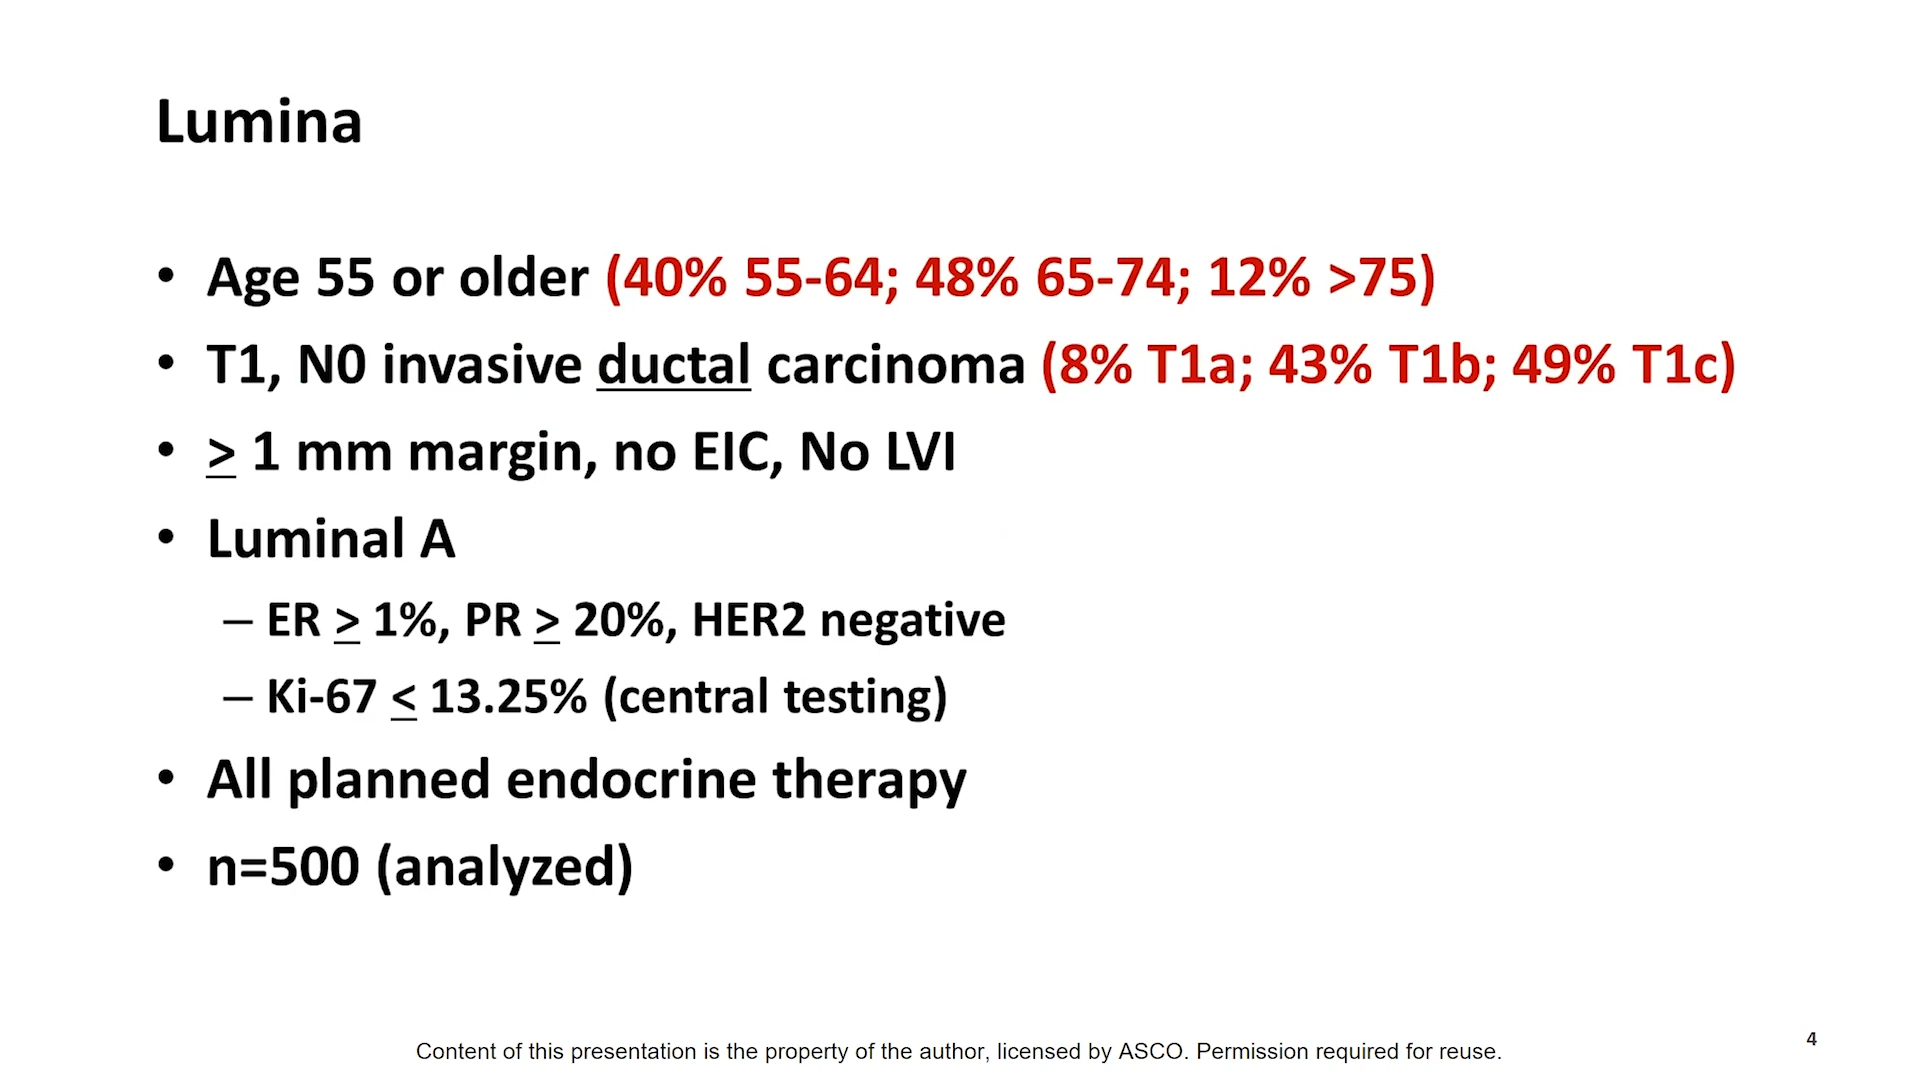 Lumina
• Age 55 or older (40% 55-64; 48% 65-74; 12% >75)
• T1, N0 invasive ductal carcinoma (8% T1a; 43% T1b; 49% T1c)
• ≥ 1 mm margin, no EIC, No LVI
• Luminal A
– ER ≥ 1%, PR ≥ 20%, HER2 negative
– Ki-67 ≤ 13.25% (central testing)
• All planned endocrine therapy
• n=500 (analyzed)
Content of this presentation is the property of the author, licensed by ASCO. Permission required for reuse.
4